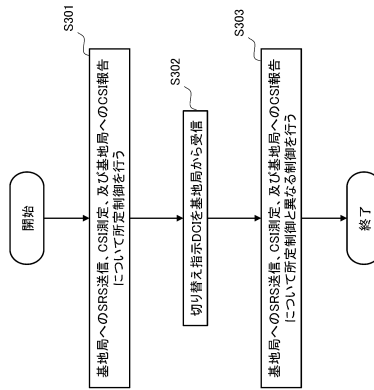 開始
S301
基地局へのSRS送信、CSI測定、及び基地局へのCSI報告
について所定制御を行う
S302
切り替え指示DCIを基地局から受信
S303
基地局へのSRS送信、CSI測定、及び基地局へのCSI報告
について所定制御と異なる制御を行う
終了